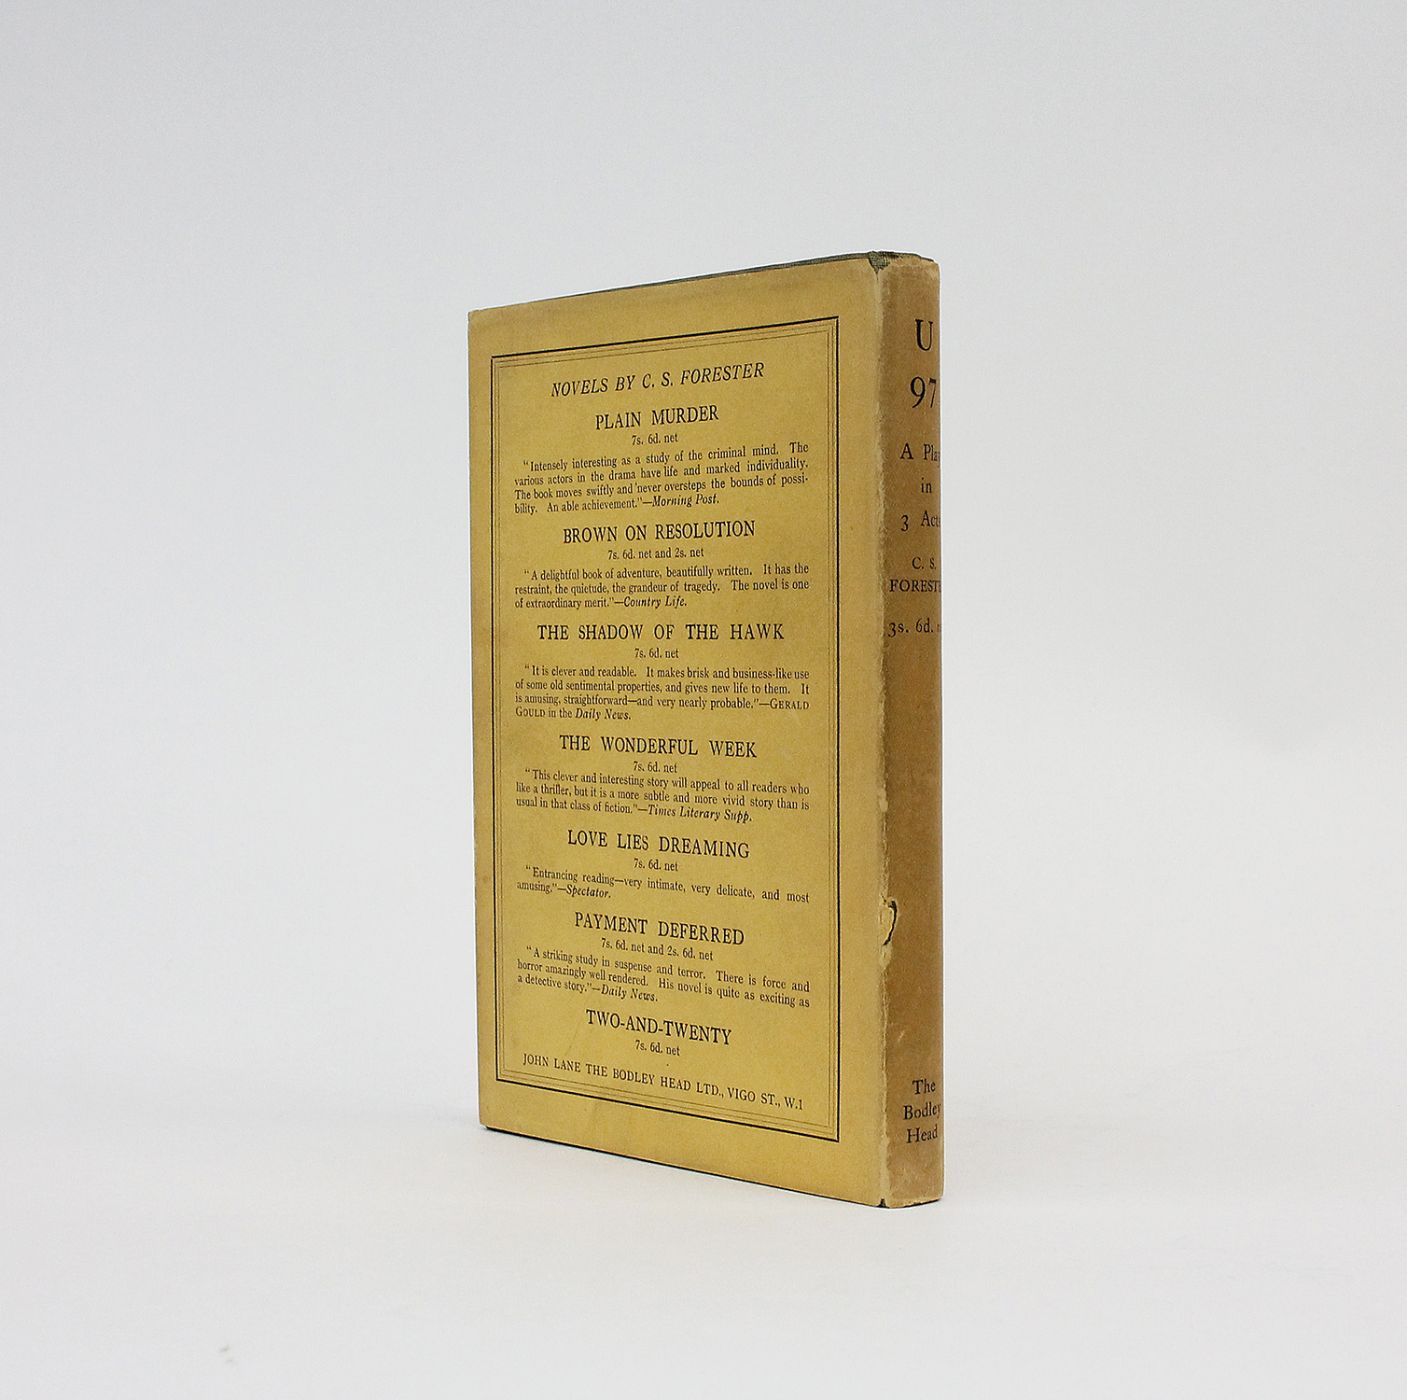 NOVELS BY C. S. FORESTER
PLAIN MURDER
7s. 6d. net
"Intensely interesting as a study of the criminal mind. The
various actors in the drama have life and marked individuality.
The book moves swiftly and never oversteps the bounds of possi-
bility. An able achievement."—Morning Post.
BROWN ON RESOLUTION
7s. 6d. net and 2s. net
"A delightful book of adventure, beautifully written. It has the
restraint, the quietude, the grandeur of tragedy. The novel is one
of extraordinary merit."—Country Life.
THE SHADOW OF THE HAWK
7s. 6d. net
"It is clever and readable. It makes brisk and business-like use
of some old sentimental properties, and gives new life to them. It
is amusing, straightforward—and very nearly probable."—GERALD
GOULD in the Daily News.
THE WONDERFUL WEEK
7s. 6d. net
"This clever and interesting story will appeal to all readers who
like a thriller, but it is a more subtle and more vivid story than is
usual in that class of fiction."—Times Literary Supp.
LOVE LIES DREAMING
7s. 6d. net
"Entrancing reading—very intimate, very delicate, and most
amusing."—Spectator.
PAYMENT DEFERRED
7s. 6d. net and 2s. 6d. net
"A striking study in suspense and terror. There is force and
horror amazingly well rendered. His novel is quite as exciting as
a detective story."—Daily News.
TWO-AND-TWENTY
7s. 6d. net
JOHN LANE THE BODLEY HEAD LTD., VIGO ST., W.1
U
97
A Play
in
3 Acts
C. S.
FORESTE
3s. 6d. n
The
Bodley
Head